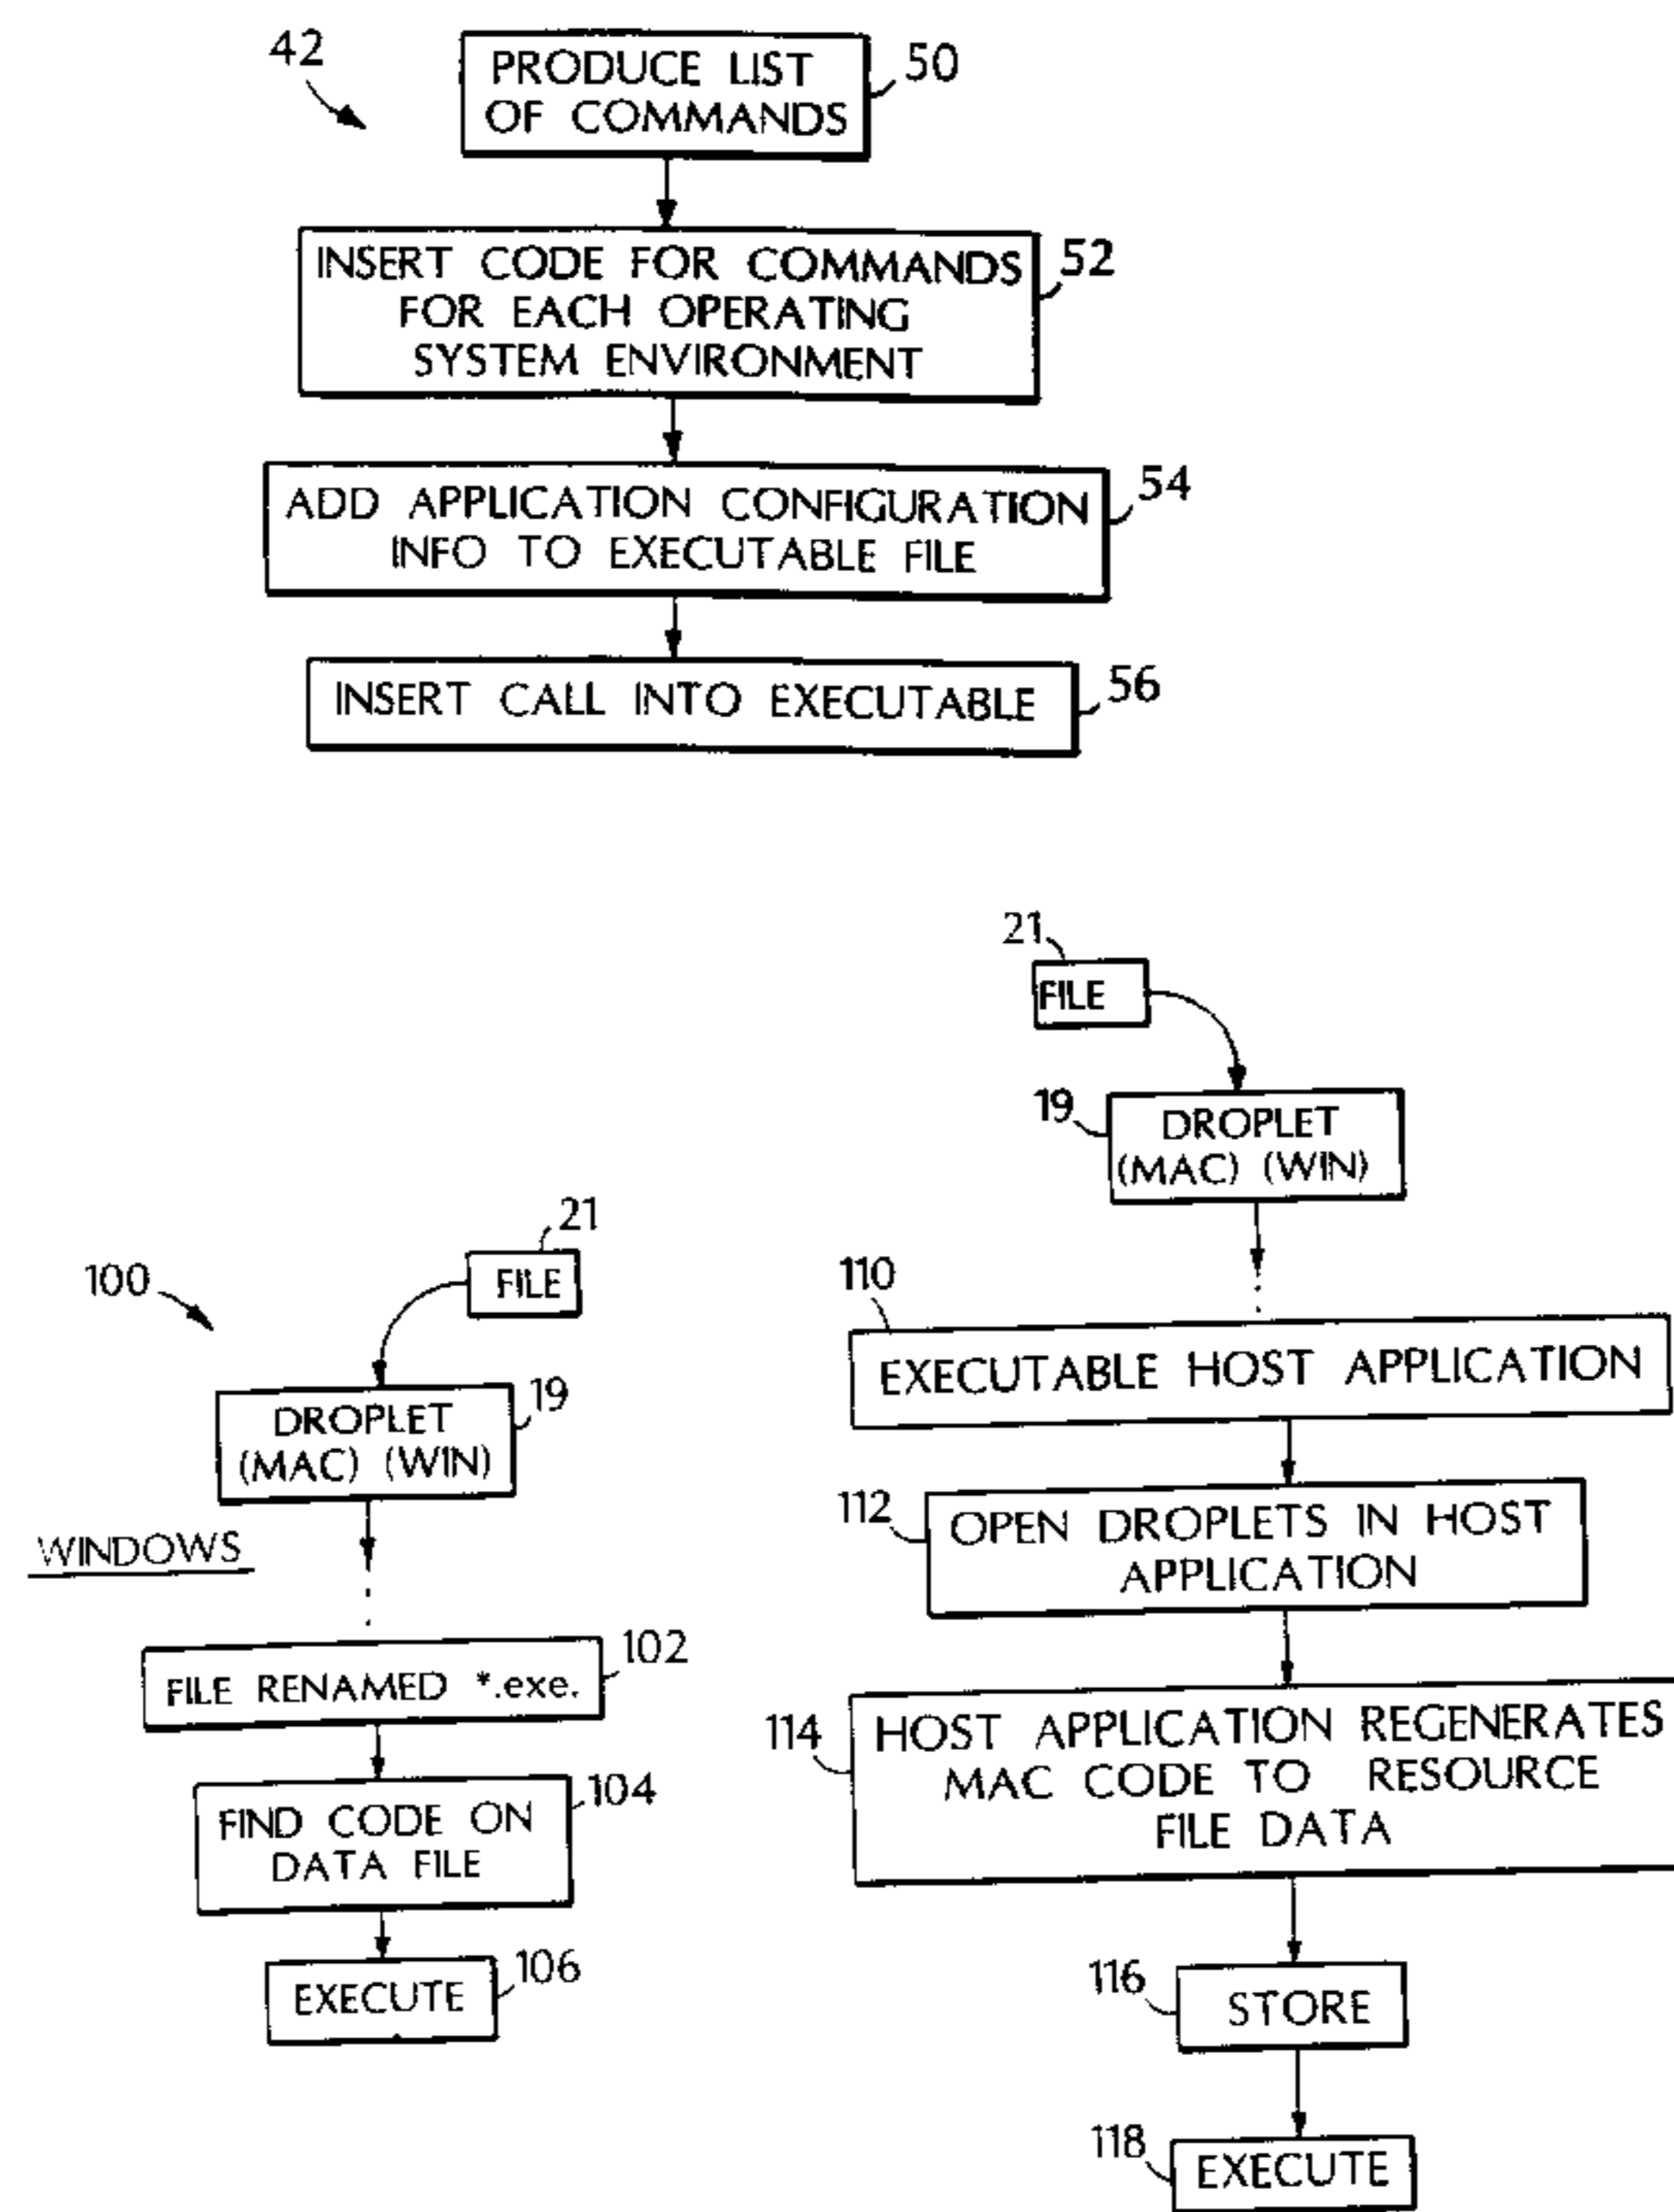 42
PRODUCE LIST
OF COMMANDS
50
INSERT CODE FOR COMMANDS
FOR EACH OPERATING
SYSTEM ENVIRONMENT
52
ADD APPLICATION CONFIGURATION
INFO TO EXECUTABLE FILE
54
INSERT CALL INTO EXECUTABLE
56
100
21
FILE
DROPLET
(MAC) (WIN)
19
WINDOWS
FILE RENAMED *.exe.
102
FIND CODE ON
DATA FILE
104
EXECUTE
106
21
FILE
19
DROPLET
(MAC) (WIN)
110
EXECUTABLE HOST APPLICATION
112
OPEN DROPLETS IN HOST
APPLICATION
114
HOST APPLICATION REGENERATES
MAC CODE TO RESOURCE
FILE DATA
116
STORE
118
EXECUTE